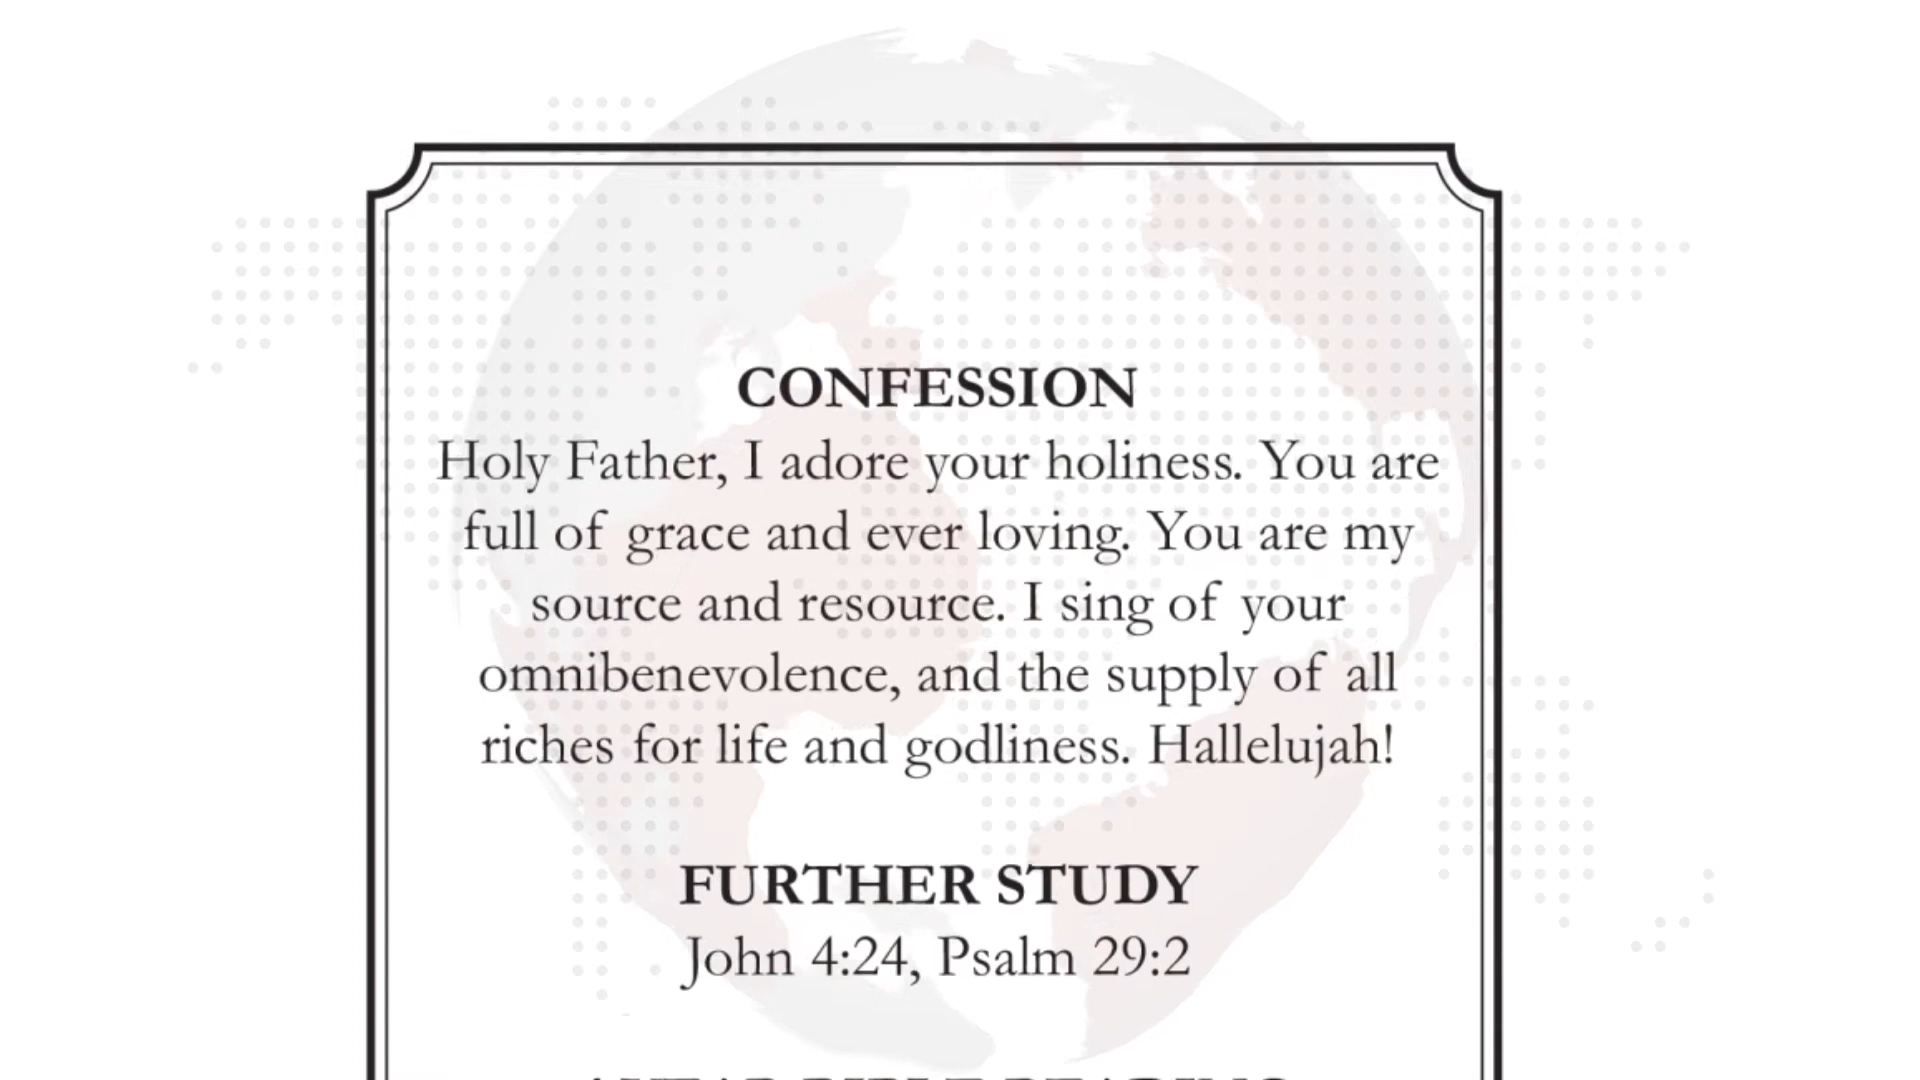 CONFESSION
Holy Father, I adore your holiness. You are
full of grace and ever loving. You are my
source and resource. I sing of your
omnibenevolence, and the supply of all
riches for life and godliness. Hallelujah!
FURTHER STUDY
John 4:24, Psalm 29:2